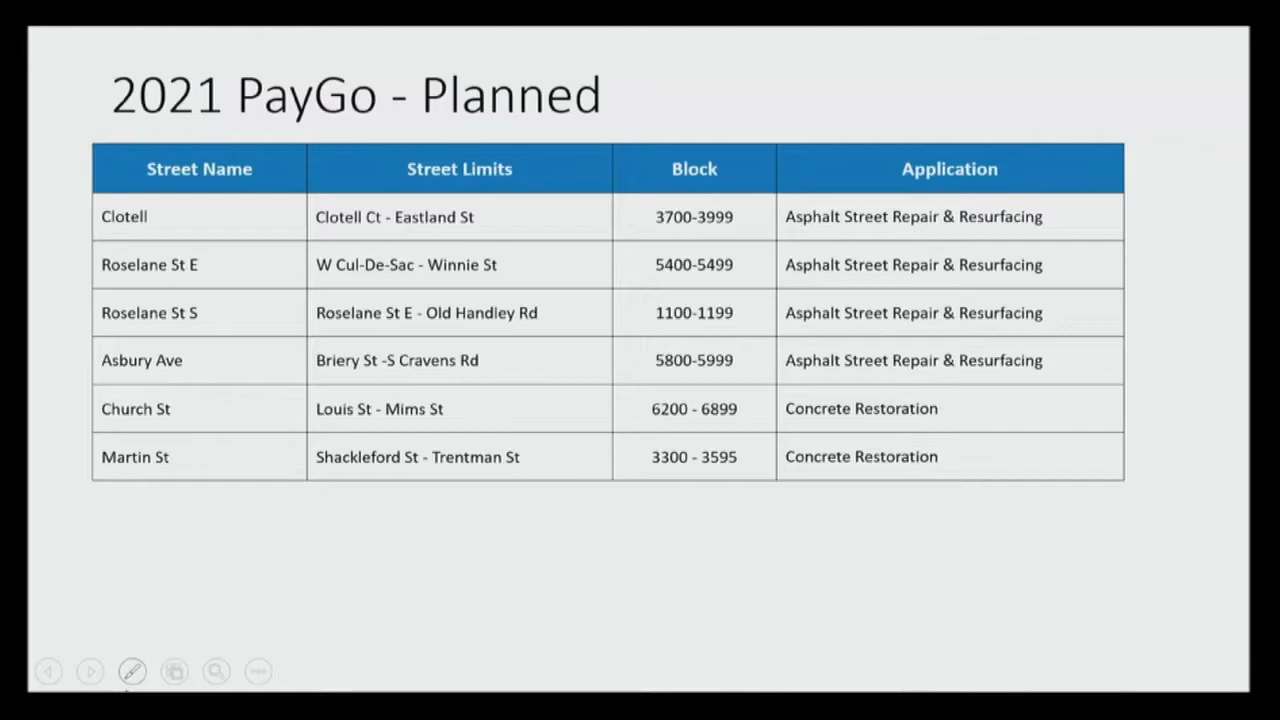 2021 PayGo - Planned
Street Name Street Limits Block Application
Clotell Clotell Ct - Eastland St 3700-3999 Asphalt Street Repair & Resurfacing
Roselane St E W Cul-De-Sac - Winnie St 5400-5499 Asphalt Street Repair & Resurfacing
Roselane St S Roselane St E - Old Handley Rd 1100-1199 Asphalt Street Repair & Resurfacing
Asbury Ave Briery St -S Cravens Rd 5800-5999 Asphalt Street Repair & Resurfacing
Church St Louis St - Mims St 6200 - 6899 Concrete Restoration
Martin St Shackleford St - Trentman St 3300 - 3595 Concrete Restoration